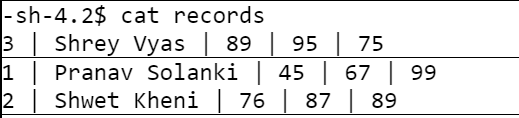 -sh-4.2$ cat records
3 | Shrey Vyas | 89 | 95 | 75
1 | Pranav Solanki | 45 | 67 | 99
2 | Shwet Kheni | 76 | 87 | 89